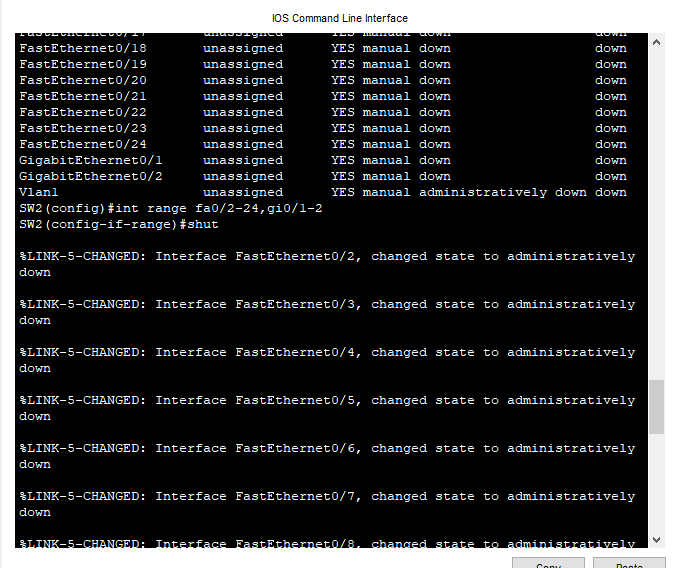 IOS Command Line Interface
FastEthernet0/17 unassigned YES manual down down
FastEthernet0/18 unassigned YES manual down down
FastEthernet0/19 unassigned YES manual down down
FastEthernet0/20 unassigned YES manual down down
FastEthernet0/21 unassigned YES manual down down
FastEthernet0/22 unassigned YES manual down down
FastEthernet0/23 unassigned YES manual down down
FastEthernet0/24 unassigned YES manual down down
GigabitEthernet0/1 unassigned YES manual down down
GigabitEthernet0/2 unassigned YES manual down down
Vlan1 unassigned YES manual administratively down down
SW2(config)#int range fa0/2-24,gi0/1-2
SW2(config-if-range)#shut
%LINK-5-CHANGED: Interface FastEthernet0/2, changed state to administratively
down
%LINK-5-CHANGED: Interface FastEthernet0/3, changed state to administratively
down
%LINK-5-CHANGED: Interface FastEthernet0/4, changed state to administratively
down
%LINK-5-CHANGED: Interface FastEthernet0/5, changed state to administratively
down
%LINK-5-CHANGED: Interface FastEthernet0/6, changed state to administratively
down
%LINK-5-CHANGED: Interface FastEthernet0/7, changed state to administratively
down
%LINK-5-CHANGED: Interface FastEthernet0/8, changed state to administratively
Copy Paste